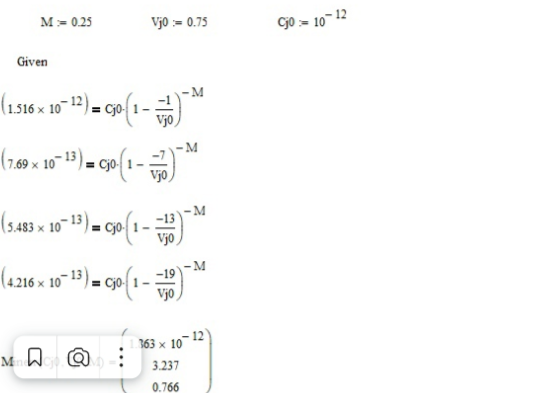 M := 0.25 Vj0 := 0.75 Cj0 := 10^-12
Given
(1.516 × 10^-12) = Cj0·(1 - -1/Vj0)^-M
(7.69 × 10^-13) = Cj0·(1 - -7/Vj0)^-M
(5.483 × 10^-13) = Cj0·(1 - -13/Vj0)^-M
(4.216 × 10^-13) = Cj0·(1 - -19/Vj0)^-M
× 10^-12
3.237
0.766